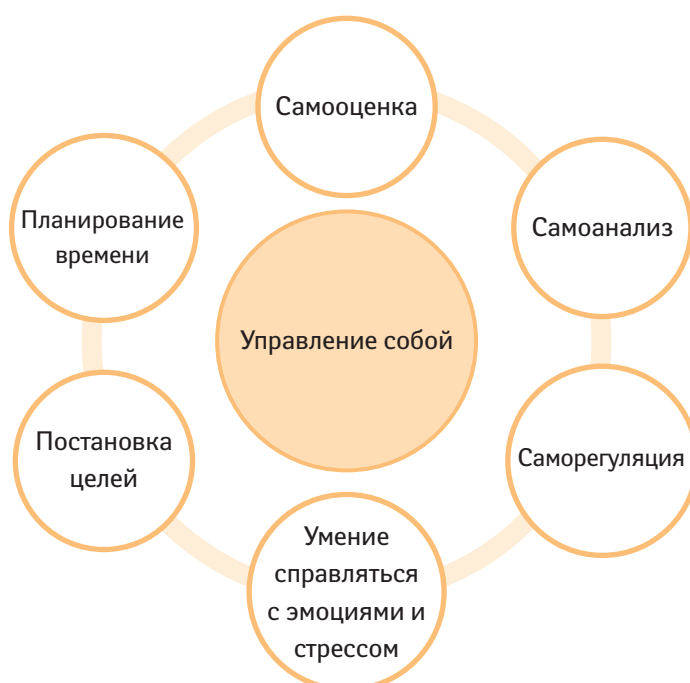 Самооценка
Самоанализ
Саморегуляция
Умение
справляться
с эмоциями и
стрессом
Постановка
целей
Планирование
времени
Управление собой